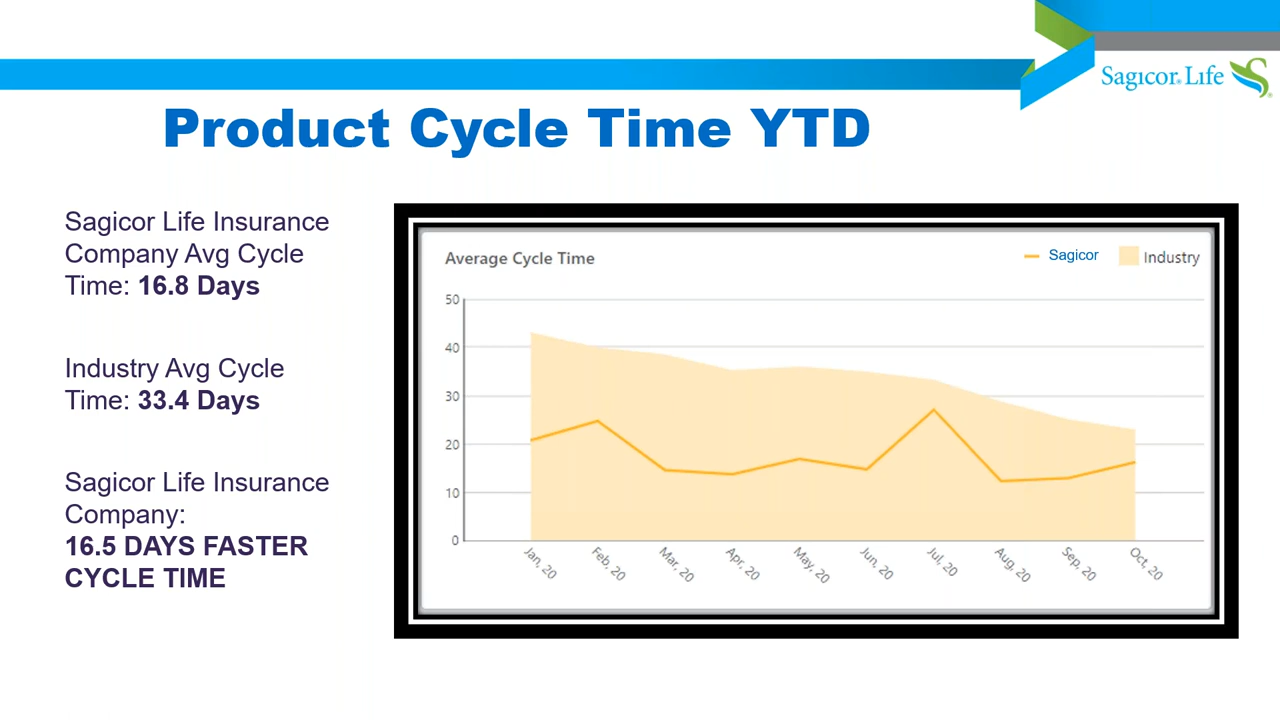 Sagicor Life
Product Cycle Time YTD
Sagicor Life Insurance
Company Avg Cycle
Time: 16.8 Days
Industry Avg Cycle
Time: 33.4 Days
Sagicor Life Insurance
Company:
16.5 DAYS FASTER
CYCLE TIME
Average Cycle Time
Sagicor
Industry
50
40
30
20
10
0
Jan, 20
Feb, 20
Mar, 20
Apr, 20
May, 20
Jun, 20
Jul, 20
Aug, 20
Sep, 20
Oct, 20